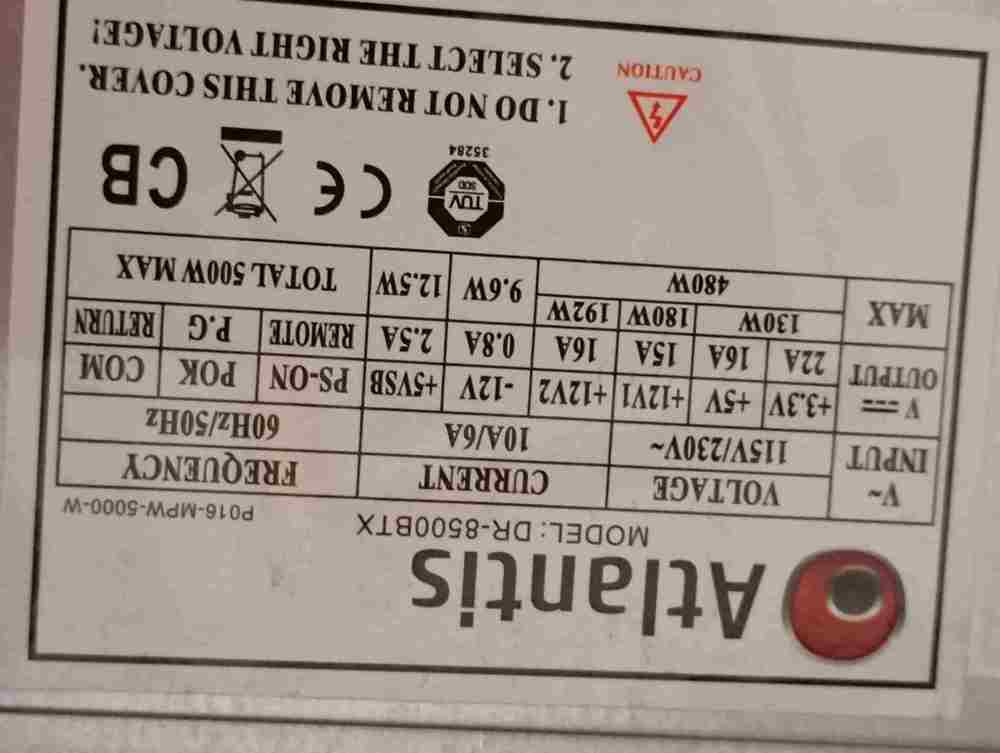 Atlantis
MODEL: DR-8500BTX
P016-MPW-5000-W
V~ VOLTAGE CURRENT FREQUENCY
INPUT 115V/230V~ 10A/6A 60Hz/50Hz
V OUTPUT +3.3V +5V +12V1 +12V2 -12V +5VSB PS-ON POK COM
22A 16A 15A 16A 0.8A 2.5A REMOTE P.G RETURN
MAX 130W 180W 192W 9.6W 12.5W TOTAL 500W MAX
480W
TÜV
SÜD
35284
CE CB
CAUTION
1. DO NOT REMOVE THIS COVER.
2. SELECT THE RIGHT VOLTAGE!